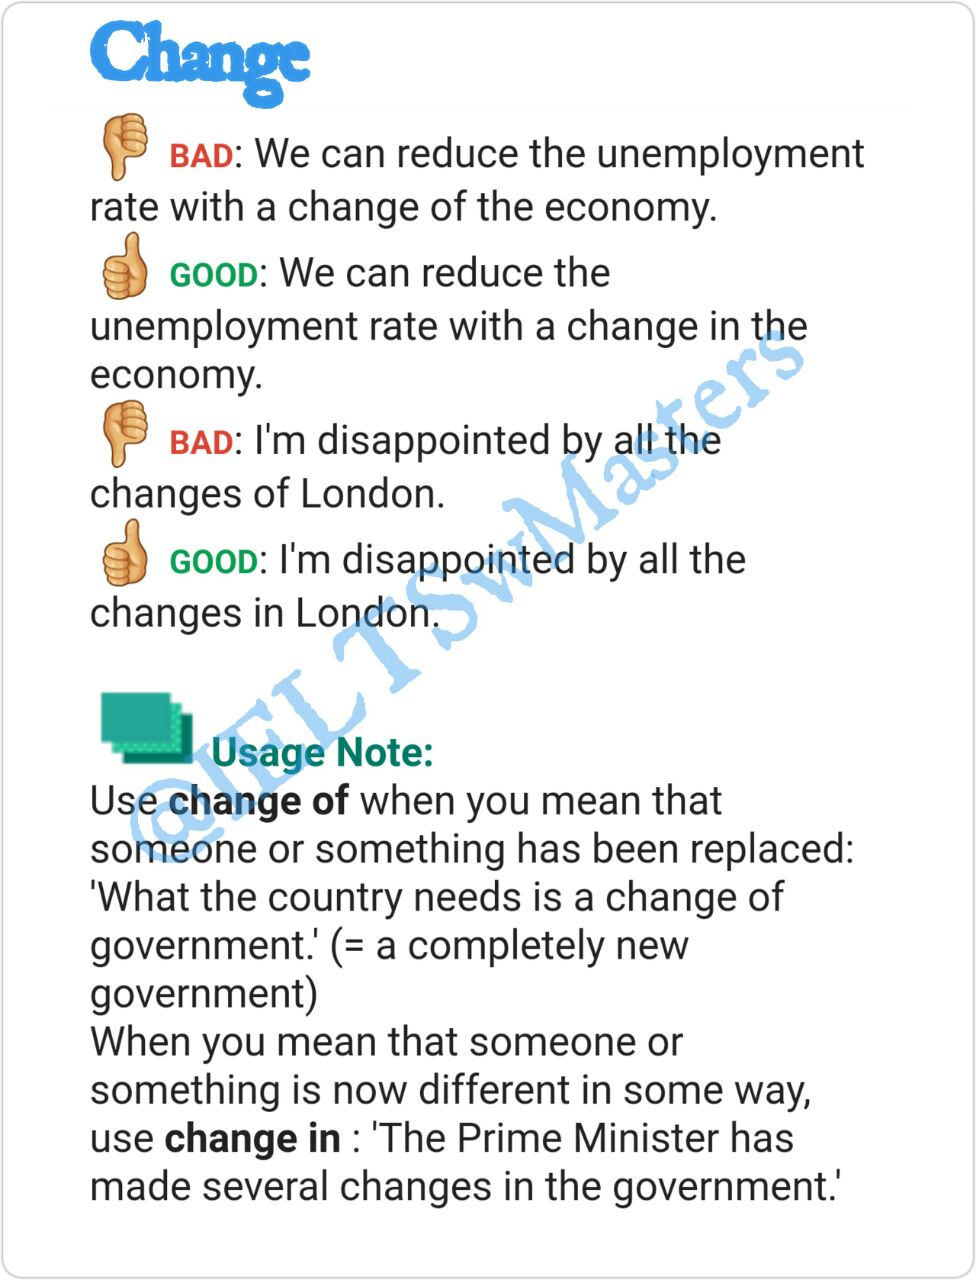 Change
BAD: We can reduce the unemployment
rate with a change of the economy.
GOOD: We can reduce the
unemployment rate with a change in the
economy.
BAD: I'm disappointed by all the
changes of London.
GOOD: I'm disappointed by all the
changes in London.
@IELTSwMasters
Usage Note:
Use change of when you mean that
someone or something has been replaced:
'What the country needs is a change of
government.' (= a completely new
government)
When you mean that someone or
something is now different in some way,
use change in : 'The Prime Minister has
made several changes in the government.'